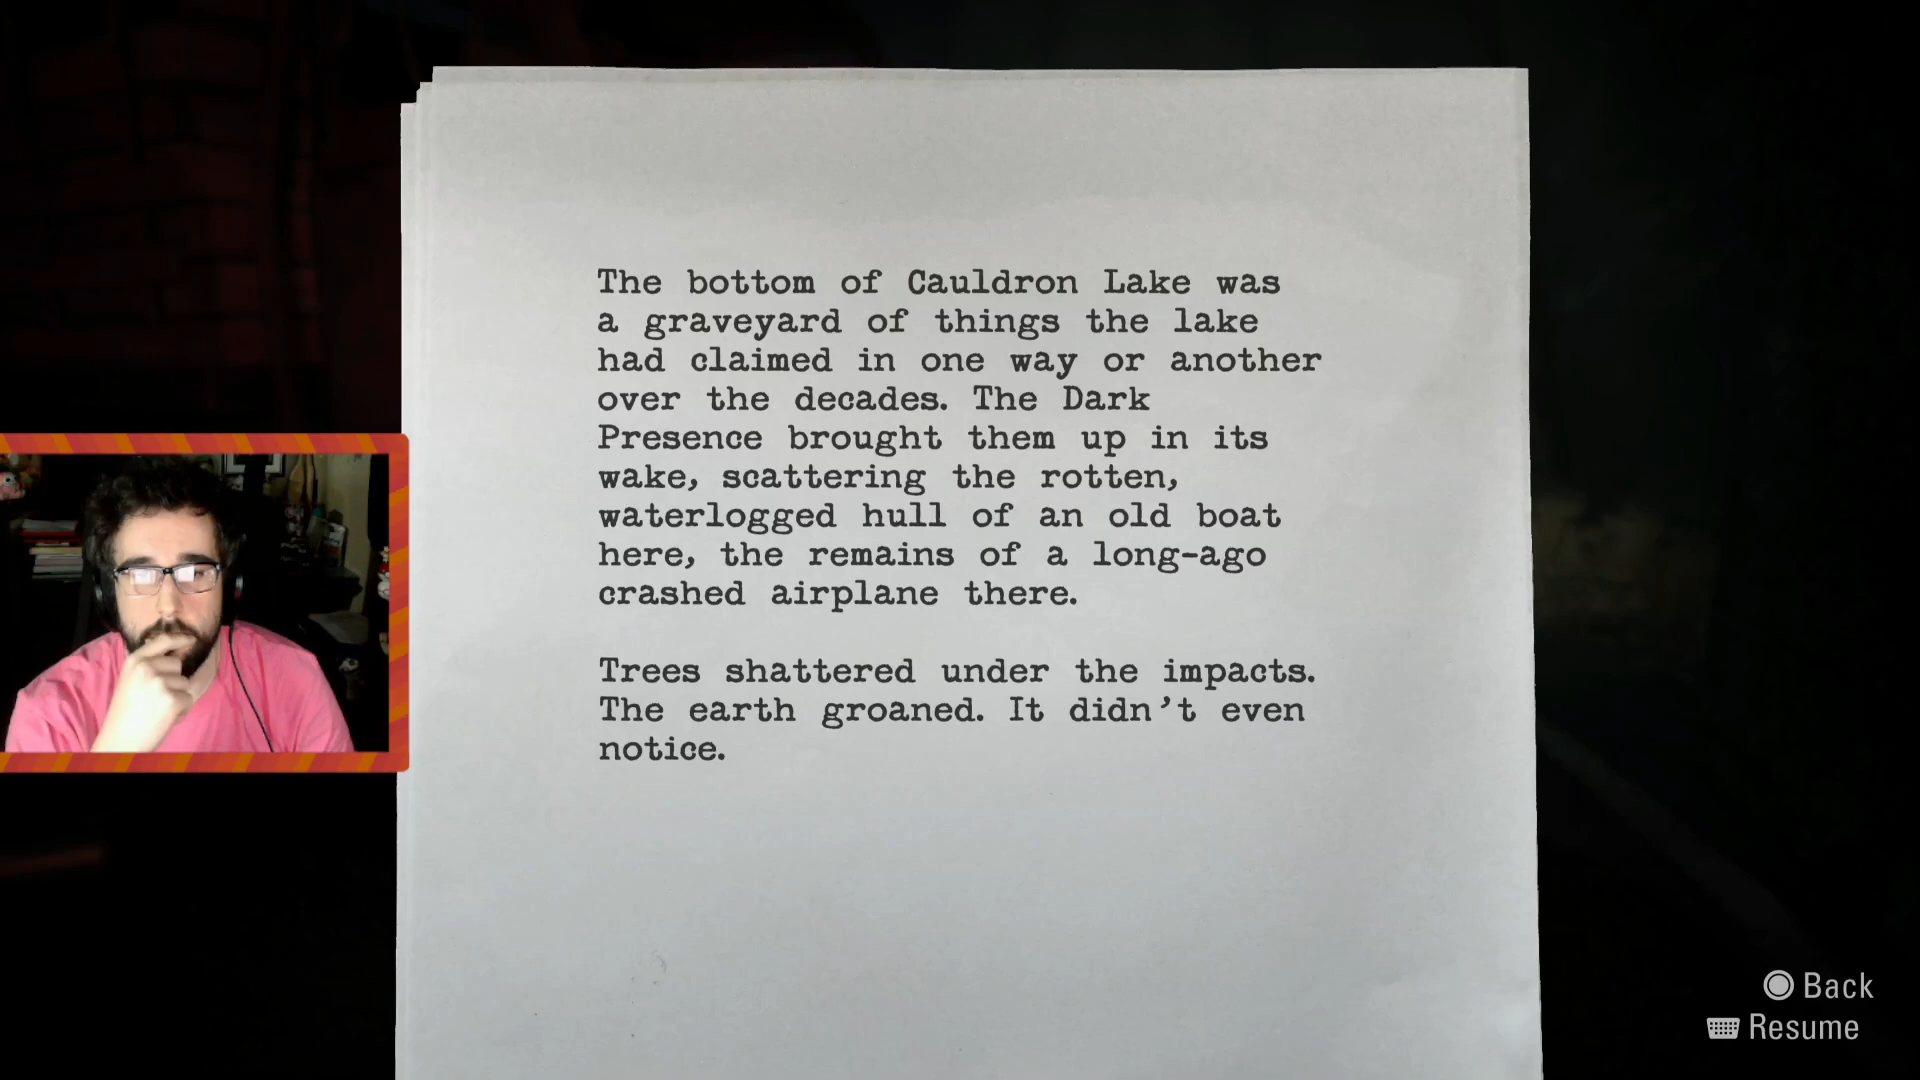 The bottom of Cauldron Lake was
a graveyard of things the lake
had claimed in one way or another
over the decades. The Dark
Presence brought them up in its
wake, scattering the rotten,
waterlogged hull of an old boat
here, the remains of a long-ago
crashed airplane there.
Trees shattered under the impacts.
The earth groaned. It didn't even
notice.
Back
Resume